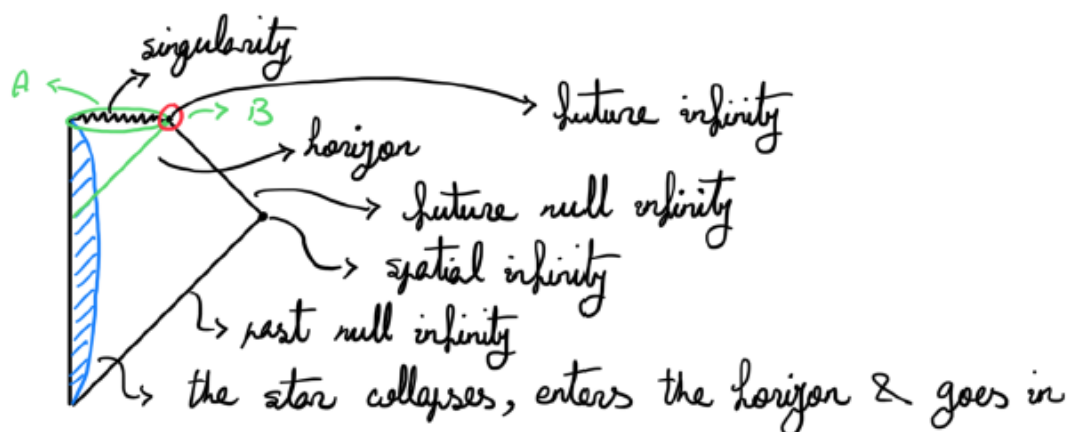 singularity
A
B
future infinity
horizon
future null infinity
spatial infinity
past null infinity
the star collapses, enters the horizon & goes in